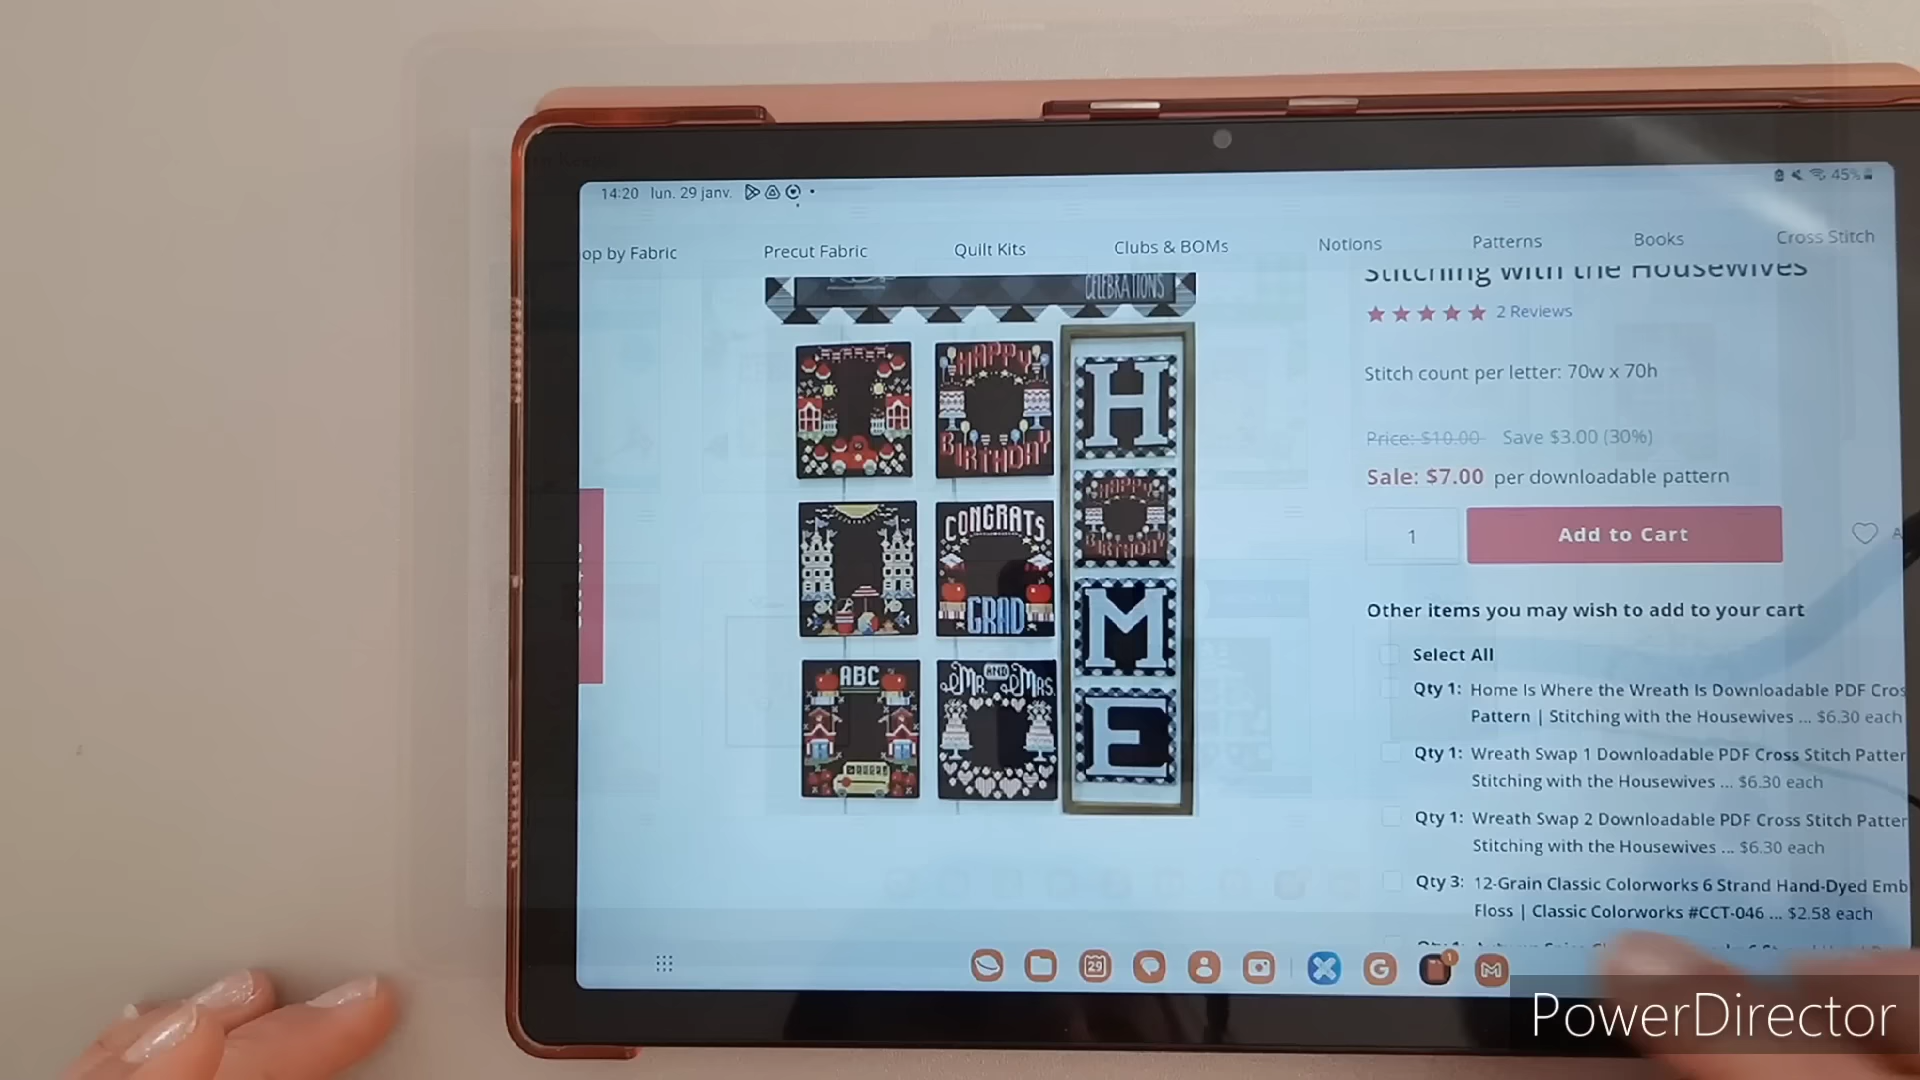 14:20 lun. 29 janv.
45%
op by Fabric
Precut Fabric
Quilt Kits
Clubs & BOMs
Notions
Patterns
Books
Cross Stitch
CELEBRATIONS
HAPPY
BIRTHDAY
CONGRATS
GRAD
ABC
MR. AND MRS.
H
HAPPY
BIRTHDAY
M
E
Stitching with the Housewives
2 Reviews
Stitch count per letter: 70w x 70h
Price: $10.00 Save $3.00 (30%)
Sale: $7.00 per downloadable pattern
1
Add to Cart
A
Other items you may wish to add to your cart
Select All
Qty 1: Home Is Where the Wreath Is Downloadable PDF Cros
Pattern | Stitching with the Housewives ... $6.30 each
Qty 1: Wreath Swap 1 Downloadable PDF Cross Stitch Patter
Stitching with the Housewives ... $6.30 each
Qty 1: Wreath Swap 2 Downloadable PDF Cross Stitch Patter
Stitching with the Housewives ... $6.30 each
Qty 3: 12-Grain Classic Colorworks 6 Strand Hand-Dyed Emb
Floss | Classic Colorworks #CCT-046 ... $2.58 each
29
G
1
PowerDirector